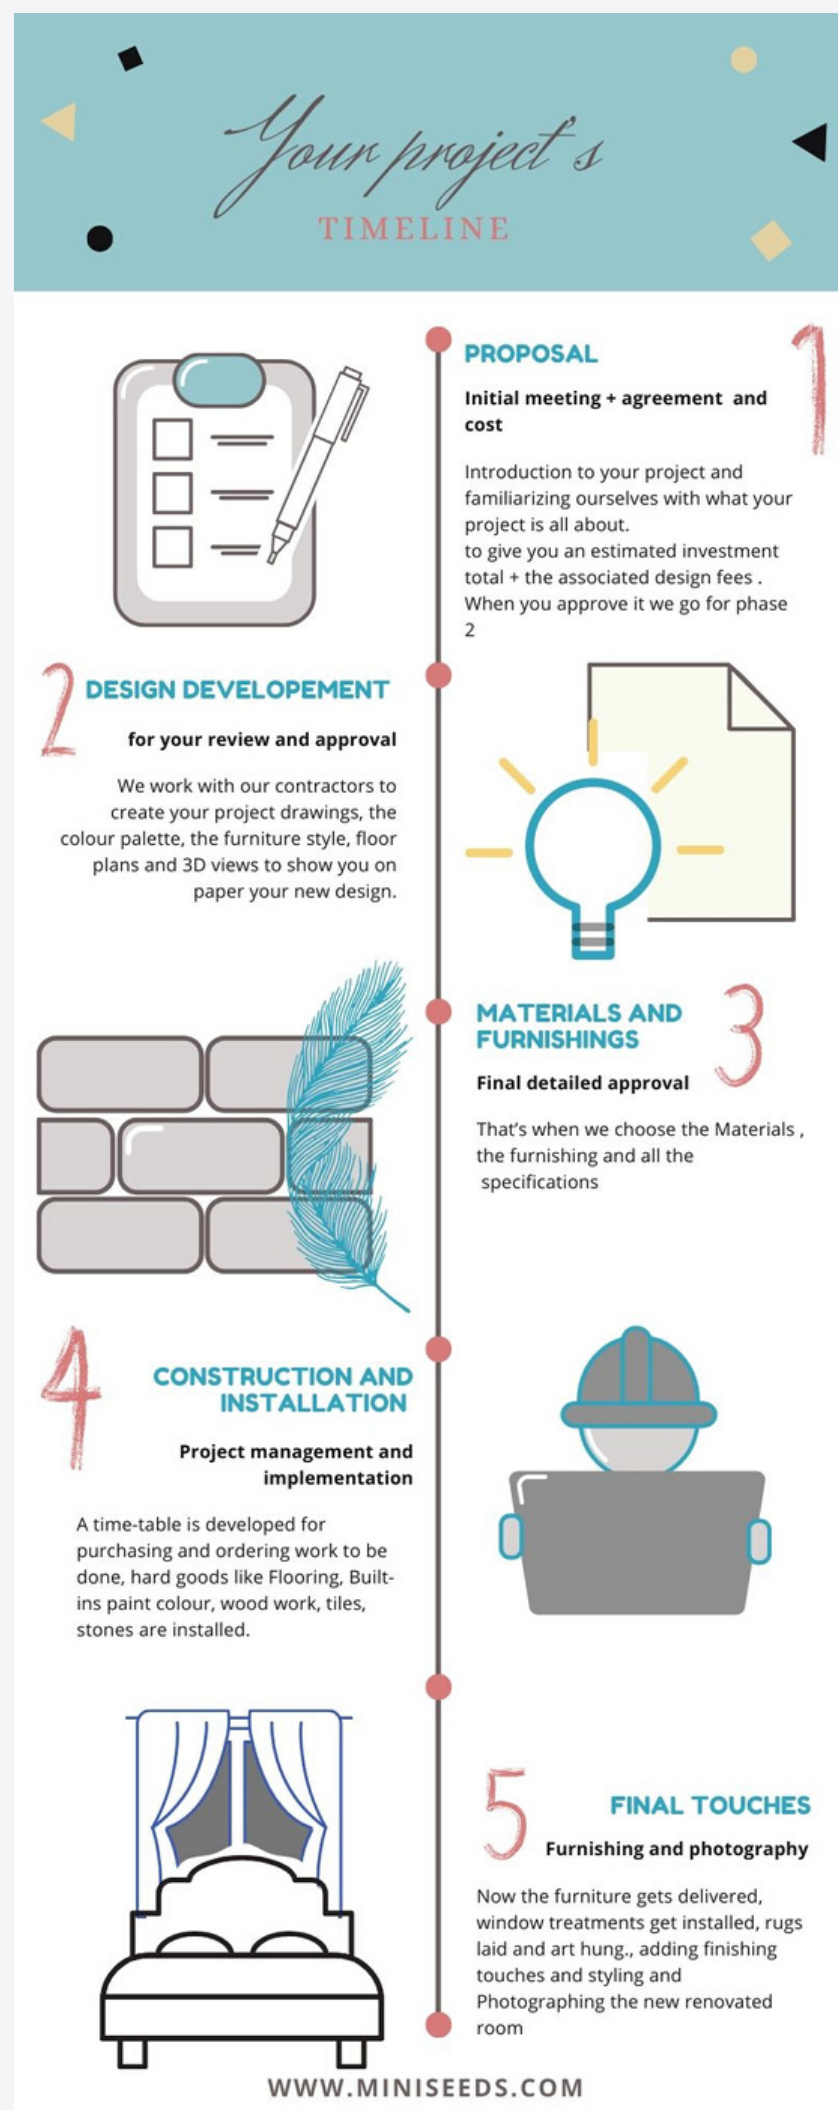 Your project's
TIMELINE
1
PROPOSAL
Initial meeting + agreement and
cost
Introduction to your project and
familiarizing ourselves with what your
project is all about.
to give you an estimated investment
total + the associated design fees .
When you approve it we go for phase
2
2
DESIGN DEVELOPEMENT
for your review and approval
We work with our contractors to
create your project drawings, the
colour palette, the furniture style, floor
plans and 3D views to show you on
paper your new design.
3
MATERIALS AND
FURNISHINGS
Final detailed approval
That's when we choose the Materials ,
the furnishing and all the
specifications
4
CONSTRUCTION AND
INSTALLATION
Project management and
implementation
A time-table is developed for
purchasing and ordering work to be
done, hard goods like Flooring, Built-
ins paint colour, wood work, tiles,
stones are installed.
5
FINAL TOUCHES
Furnishing and photography
Now the furniture gets delivered,
window treatments get installed, rugs
laid and art hung., adding finishing
touches and styling and
Photographing the new renovated
room
WWW.MINISEEDS.COM